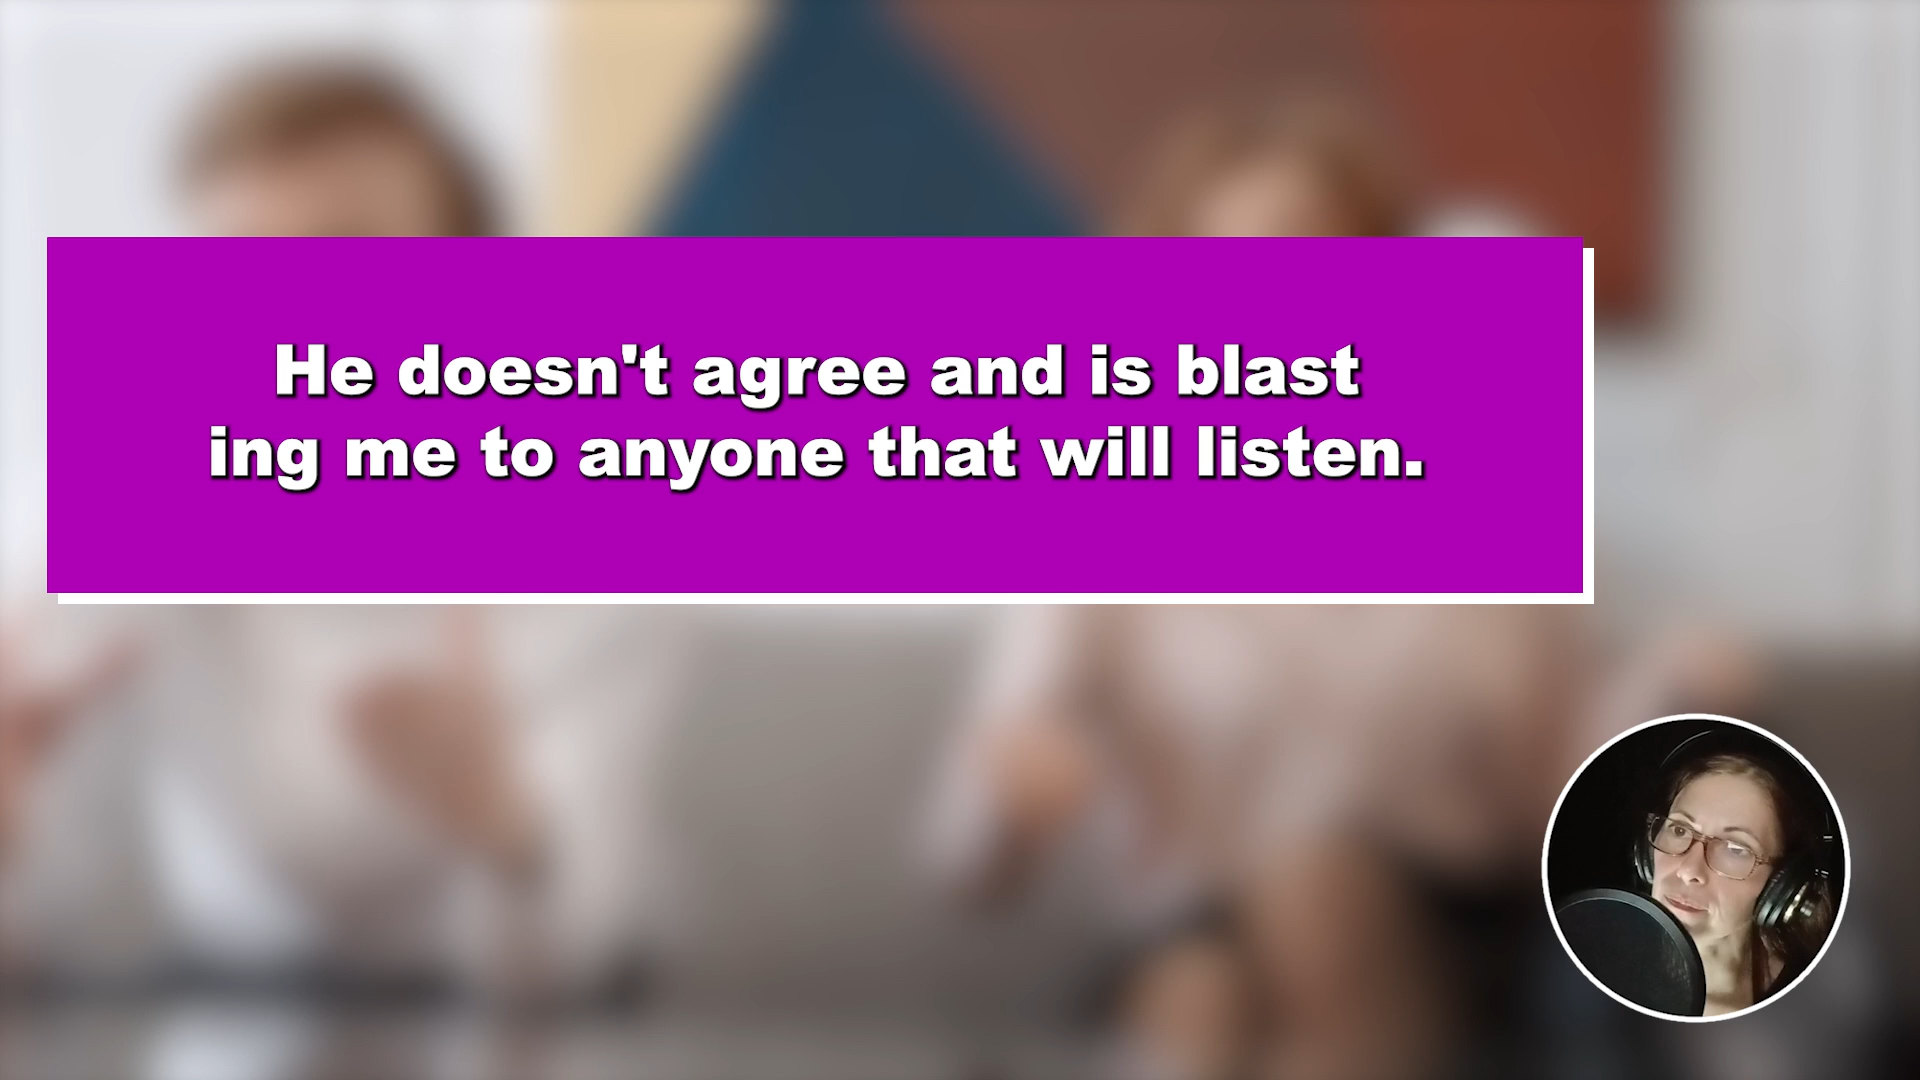 He doesn't agree and is blast
ing me to anyone that will listen.